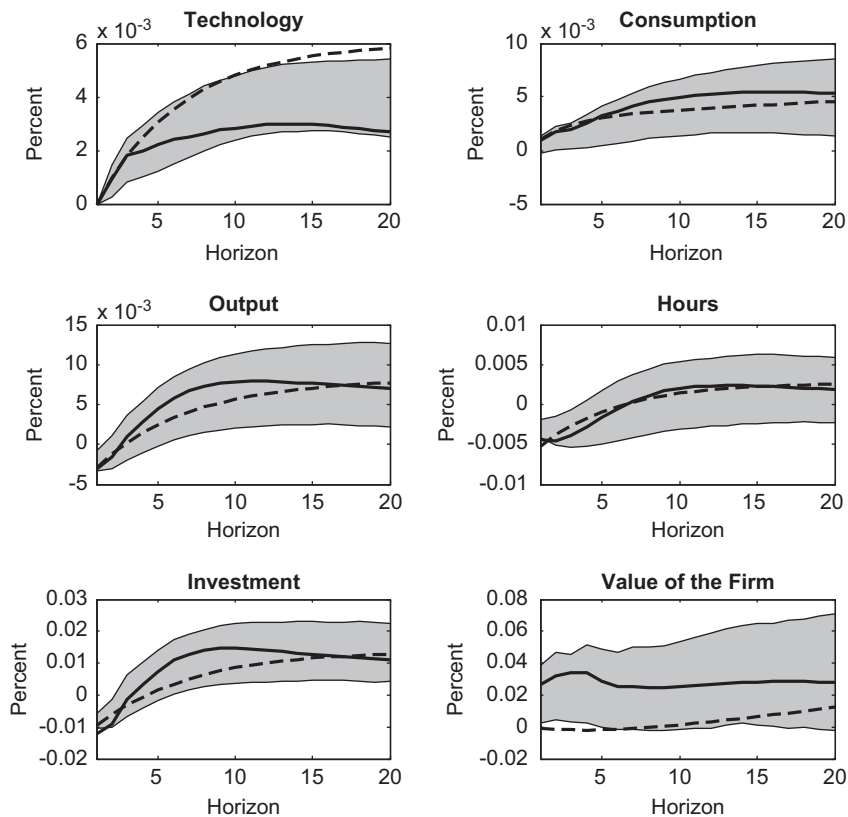 Technology
x 10⁻³
6
4
2
0
Percent
5 10 15 20
Horizon
Consumption
x 10⁻³
10
5
0
-5
Percent
5 10 15 20
Horizon
Output
x 10⁻³
15
10
5
0
-5
Percent
5 10 15 20
Horizon
Hours
0.01
0.005
0
-0.005
-0.01
Percent
5 10 15 20
Horizon
Investment
0.03
0.02
0.01
0
-0.01
-0.02
Percent
5 10 15 20
Horizon
Value of the Firm
0.08
0.06
0.04
0.02
0
-0.02
Percent
5 10 15 20
Horizon